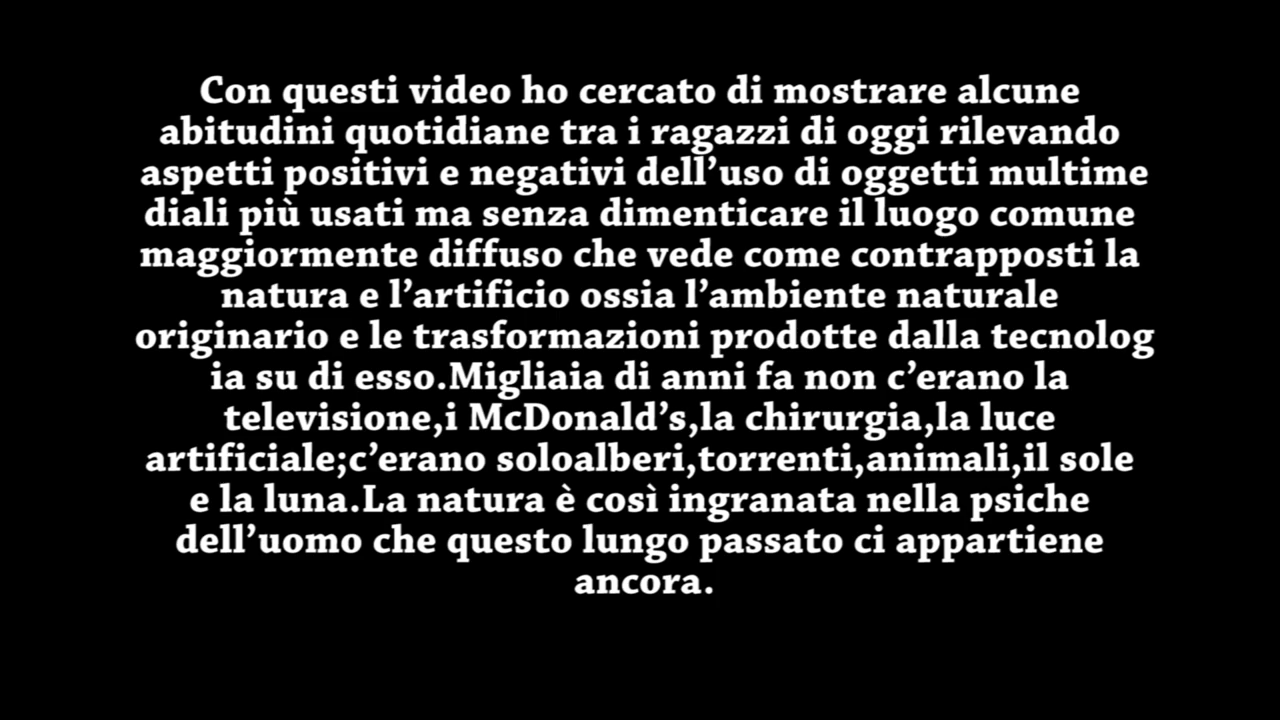 Con questi video ho cercato di mostrare alcune
abitudini quotidiane tra i ragazzi di oggi rilevando
aspetti positivi e negativi dell’uso di oggetti multime
diali più usati ma senza dimenticare il luogo comune
maggiormente diffuso che vede come contrapposti la
natura e l’artificio ossia l’ambiente naturale
originario e le trasformazioni prodotte dalla tecnolog
ia su di esso.Migliaia di anni fa non c’erano la
televisione,i McDonald’s,la chirurgia,la luce
artificiale;c’erano soloalberi,torrenti,animali,il sole
e la luna.La natura è così ingranata nella psiche
dell’uomo che questo lungo passato ci appartiene
ancora.